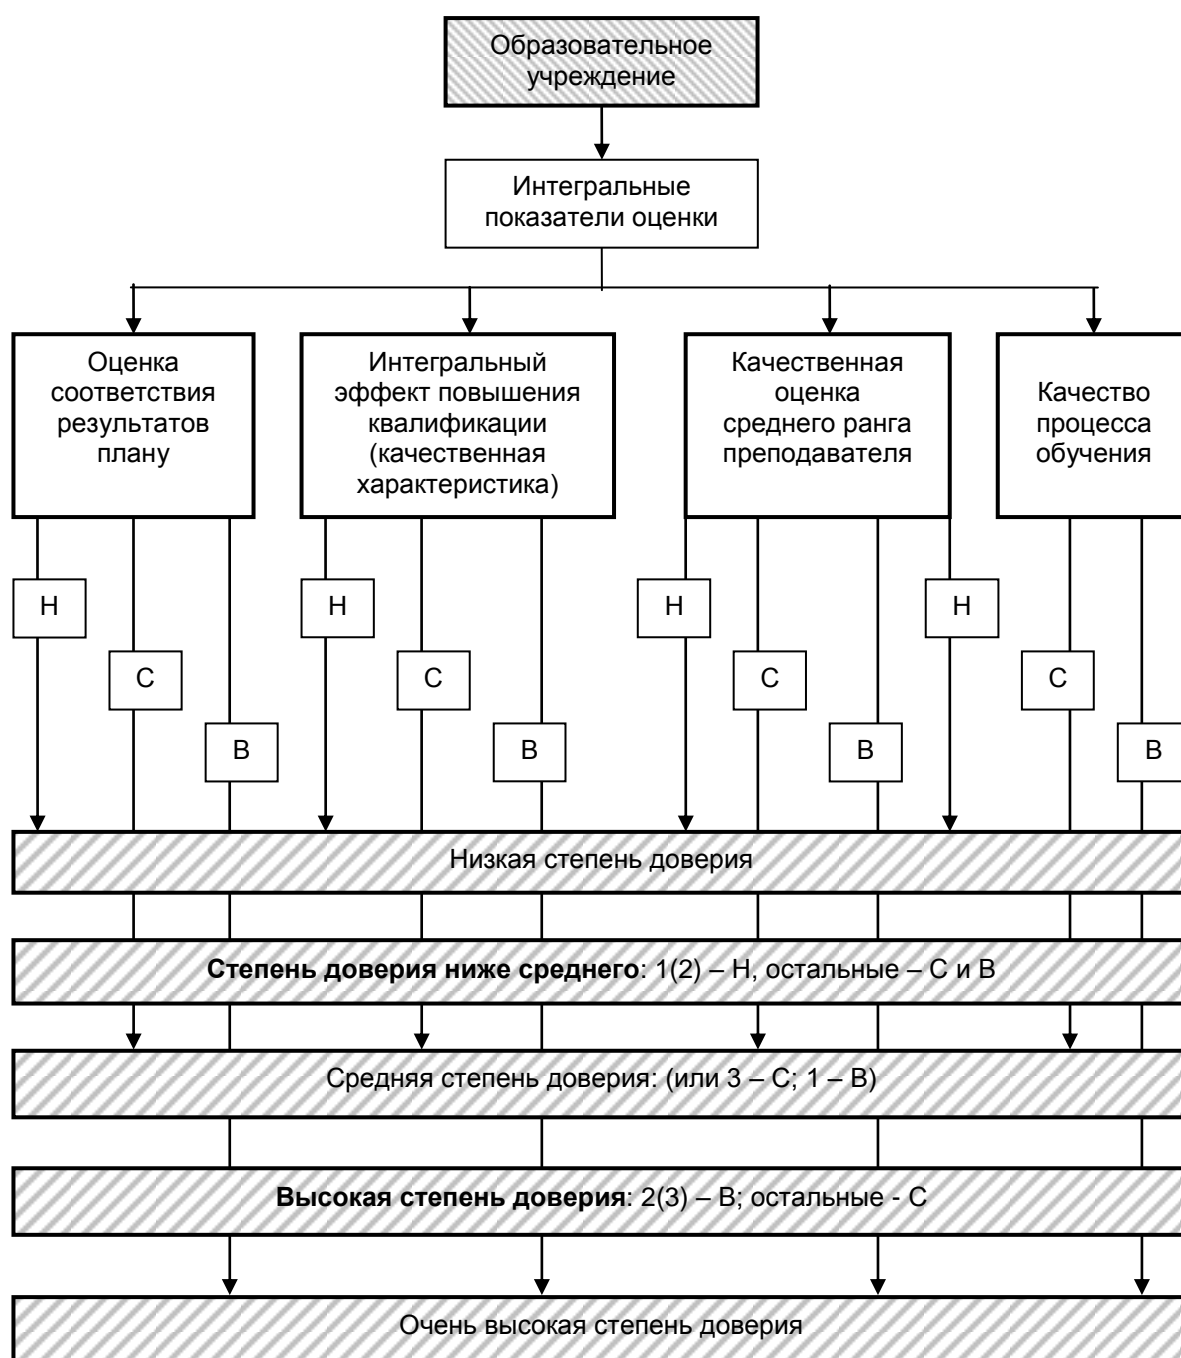 Образовательное
учреждение
Интегральные
показатели оценки
Оценка
соответствия
результатов
плану
Интегральный
эффект повышения
квалификации
(качественная
характеристика)
Качественная
оценка
среднего ранга
преподавателя
Качество
процесса
обучения
Н
Н
Н
Н
С
С
С
С
В
В
В
В
Низкая степень доверия
Степень доверия ниже среднего: 1(2) – Н, остальные – С и В
Средняя степень доверия: (или 3 – С; 1 – В)
Высокая степень доверия: 2(3) – В; остальные - С
Очень высокая степень доверия